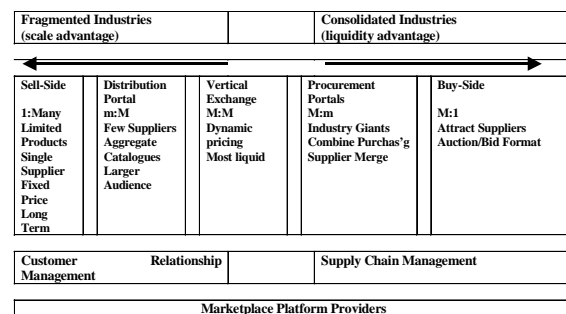 Fragmented Industries
(scale advantage)
Consolidated Industries
(liquidity advantage)
Sell-Side
1:Many
Limited
Products
Single
Supplier
Fixed
Price
Long
Term
Distribution
Portal
m:M
Few Suppliers
Aggregate
Catalogues
Larger
Audience
Vertical
Exchange
M:M
Dynamic
pricing
Most liquid
Procurement
Portals
M:m
Industry Giants
Combine Purchas'g
Supplier Merge
Buy-Side
M:1
Attract Suppliers
Auction/Bid Format
Customer Relationship
Management
Supply Chain Management
Marketplace Platform Providers